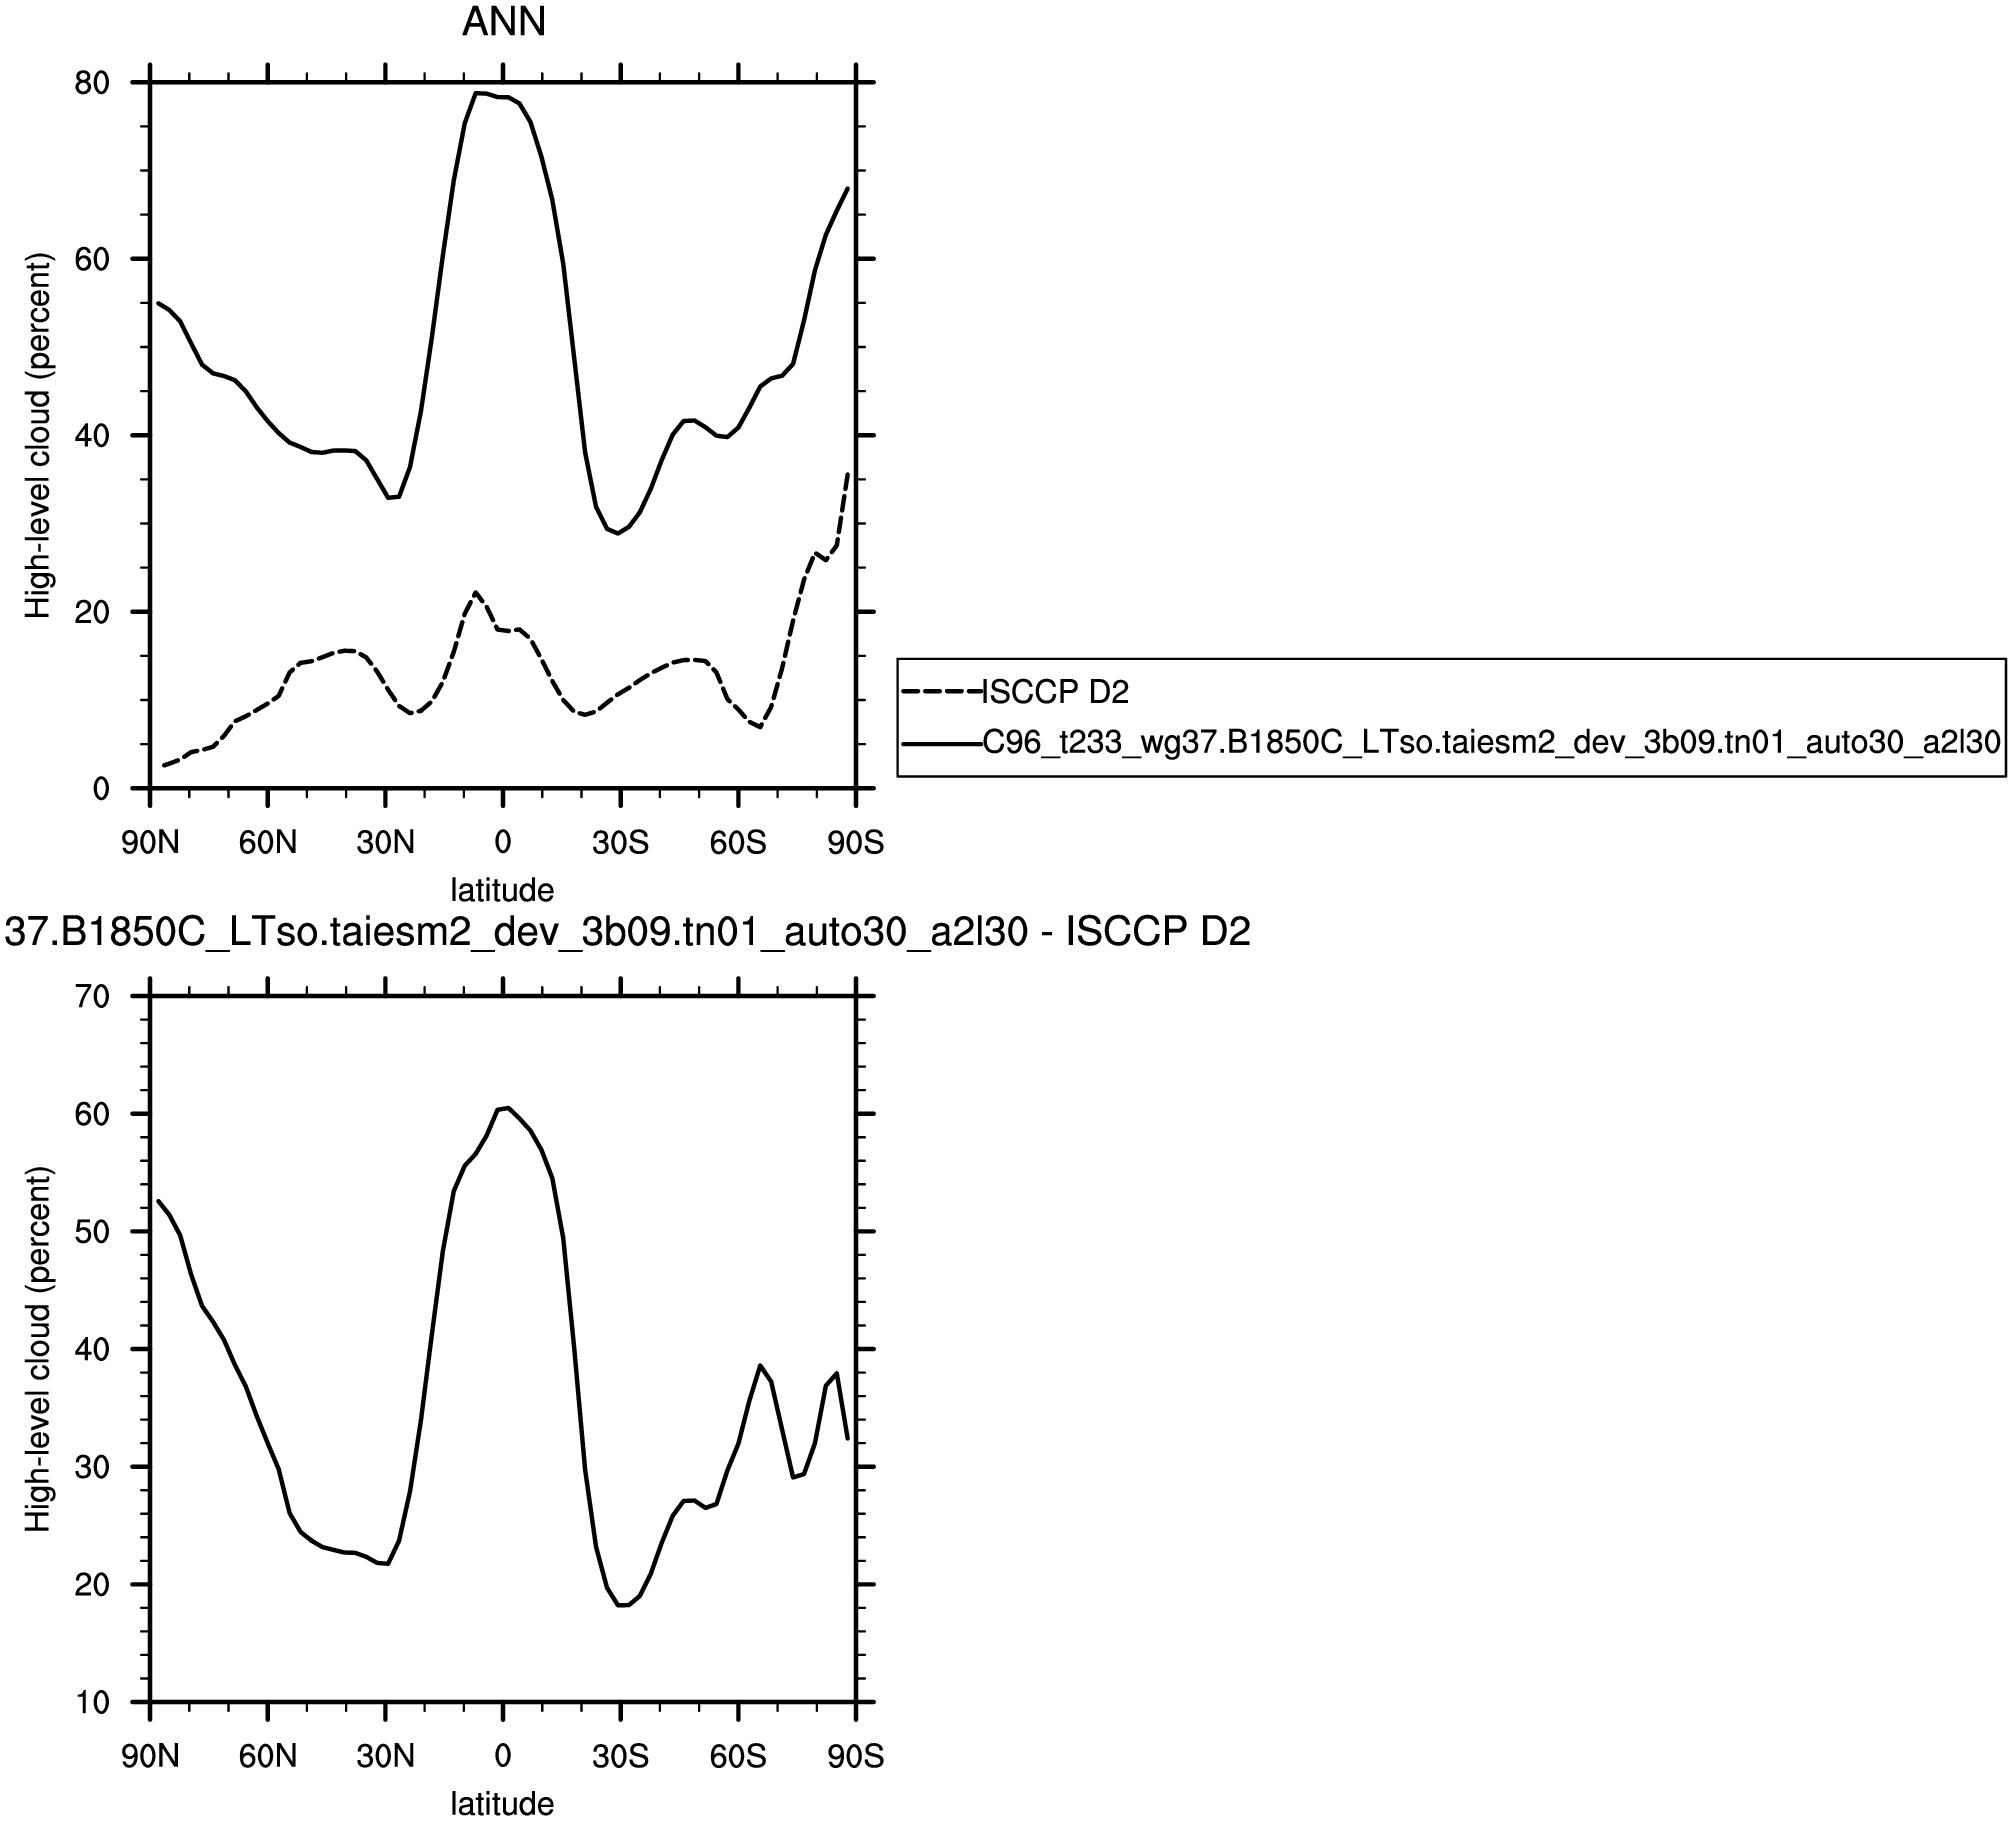 ANN
80
60
40
20
0
High-level cloud (percent)
90N 60N 30N 0 30S 60S 90S
latitude
ISCCP D2
C96_t233_wg37.B1850C_LTso.taiesm2_dev_3b09.tn01_auto30_a2l30
37.B1850C_LTso.taiesm2_dev_3b09.tn01_auto30_a2l30 - ISCCP D2
70
60
50
40
30
20
10
High-level cloud (percent)
90N 60N 30N 0 30S 60S 90S
latitude